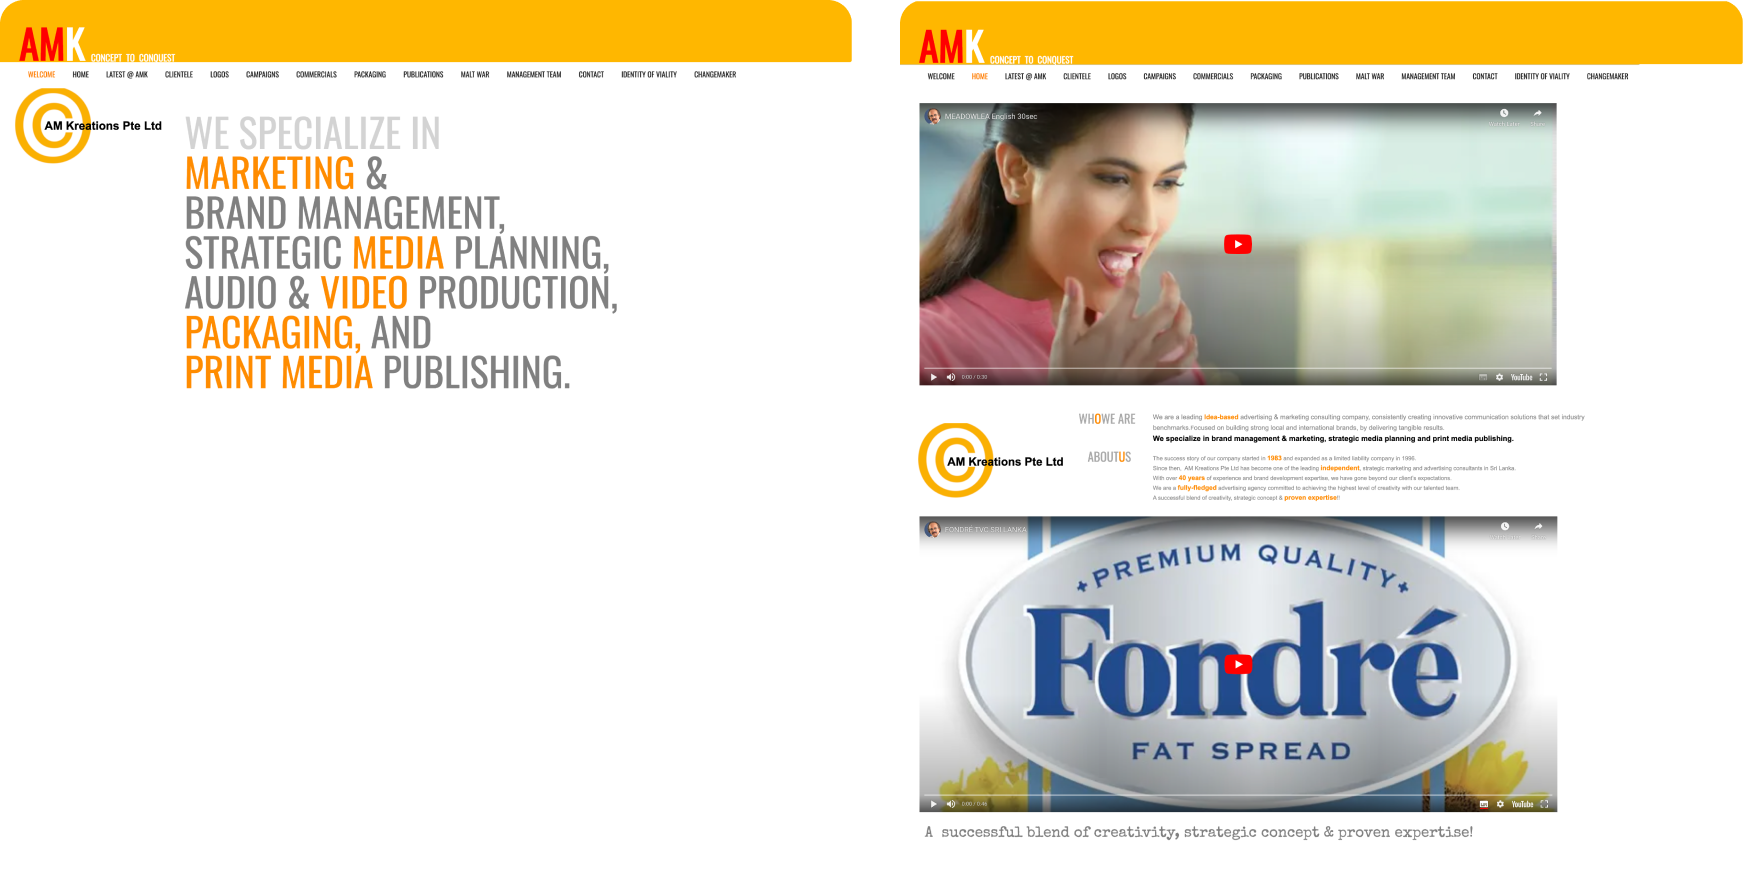 AMK CONCEPT TO CONQUEST
WELCOME HOME LATEST @ AMK CLIENTELE LOGOS CAMPAIGNS COMMERCIALS PACKAGING PUBLICATIONS MALT WAR MANAGEMENT TEAM CONTACT IDENTITY OF VIALITY CHANGEMAKER
© AM Kreations Pte Ltd
WE SPECIALIZE IN
MARKETING &
BRAND MANAGEMENT,
STRATEGIC MEDIA PLANNING,
AUDIO & VIDEO PRODUCTION,
PACKAGING, AND
PRINT MEDIA PUBLISHING.
AMK CONCEPT TO CONQUEST
WELCOME HOME LATEST @ AMK CLIENTELE LOGOS CAMPAIGNS COMMERCIALS PACKAGING PUBLICATIONS MALT WAR MANAGEMENT TEAM CONTACT IDENTITY OF VIALITY CHANGEMAKER
MEADOWLEA English 30sec
Watch Later Share
0:00 / 0:30 YouTube
© AM Kreations Pte Ltd
WHOWE ARE
We are a leading Idea-based advertising & marketing consulting company, consistently creating innovative communication solutions that set industry
benchmarks.Focused on building strong local and international brands, by delivering tangible results.
We specialize in brand management & marketing, strategic media planning and print media publishing.
ABOUTUS
The success story of our company started in 1983 and expanded as a limited liability company in 1996.
Since then, AM Kreations Pte Ltd has become one of the leading independent, strategic marketing and advertising consultants in Sri Lanka.
With over 40 years of experience and brand development expertise, we have gone beyond our client's expectations.
We are a fully-fledged advertising agency committed to achieving the highest level of creativity with our talented team.
A successful blend of creativity, strategic concept & proven expertise!!
FONDRÉ TVC SRI LANKA
PREMIUM QUALITY
Fondré
FAT SPREAD
0:00 / 0:46 YouTube
A successful blend of creativity, strategic concept & proven expertise!